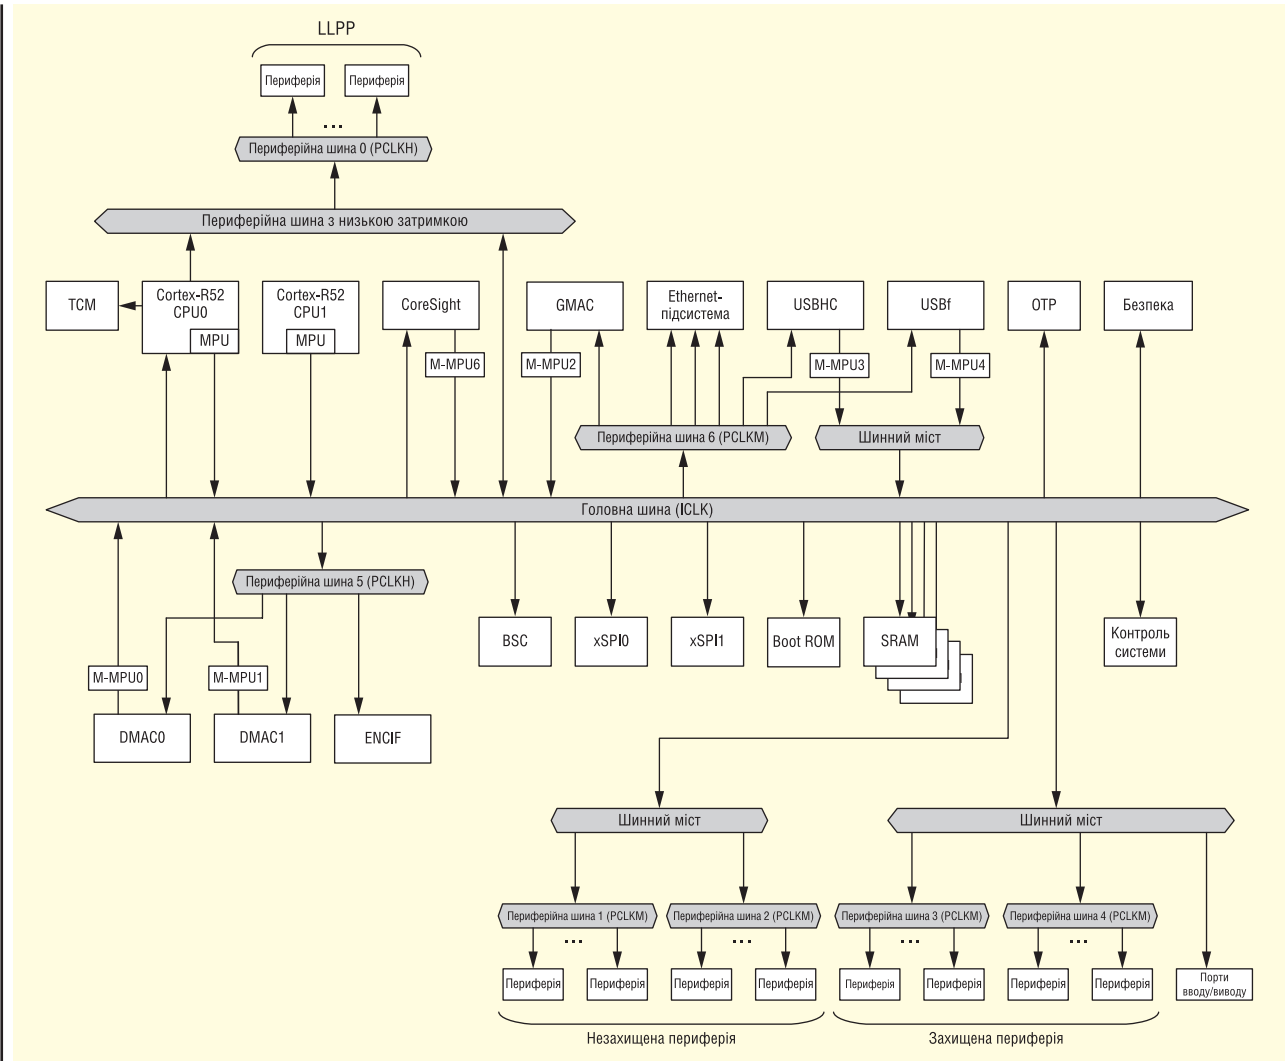 LLPP
Периферія
Периферія
...
Периферійна шина 0 (PCLKH)
Периферійна шина з низькою затримкою
TCM
Cortex-R52
CPU0
MPU
Cortex-R52
CPU1
MPU
CoreSight
GMAC
Ethernet-
підсистема
USBHC
USBf
OTP
Безпека
M-MPU6
M-MPU2
M-MPU3
M-MPU4
Периферійна шина 6 (PCLKM)
Шинний міст
Головна шина (ICLK)
Периферійна шина 5 (PCLKH)
BSC
xSPI0
xSPI1
Boot ROM
SRAM
Контроль
системи
M-MPU0
M-MPU1
DMAC0
DMAC1
ENCIF
Шинний міст
Шинний міст
Периферійна шина 1 (PCLKM)
Периферійна шина 2 (PCLKM)
Периферійна шина 3 (PCLKM)
Периферійна шина 4 (PCLKM)
...
...
...
...
Периферія
Периферія
Периферія
Периферія
Периферія
Периферія
Периферія
Периферія
Порти
вводу/виводу
Незахищена периферія
Захищена периферія